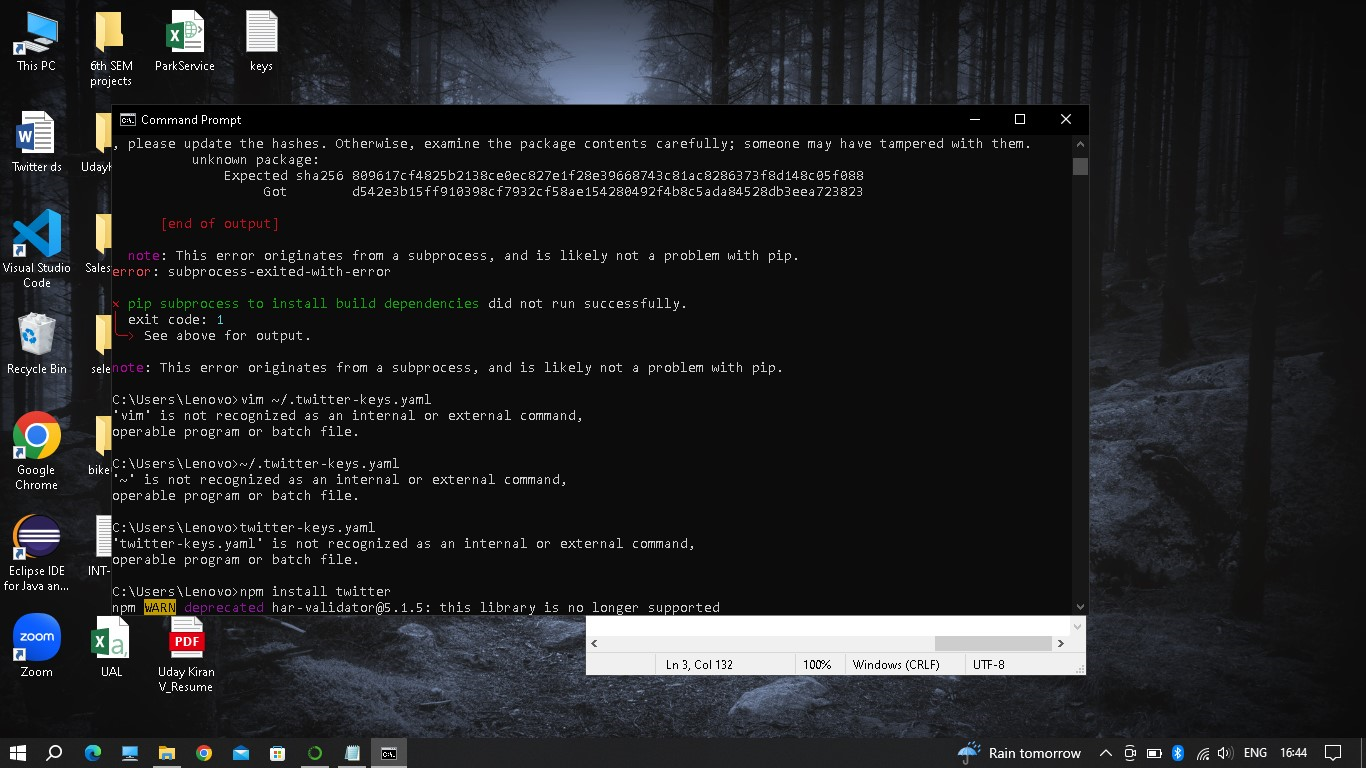 This PC
6th SEM
projects
ParkService
keys
Twitter ds
Uday
Visual Studio
Code
Sales
Recycle Bin
sele
Google
Chrome
bike
Eclipse IDE
for Java an...
INT-
Zoom
zoom
UAL
PDF
Uday Kiran
V_Resume
Command Prompt
, please update the hashes. Otherwise, examine the package contents carefully; someone may have tampered with them.
unknown package:
Expected sha256 809617cf4825b2138ce0ec827e1f28e39668743c81ac8286373f8d148c05f088
Got d542e3b15ff910398cf7932cf58ae154280492f4b8c5ada84528db3eea723823
[end of output]
note: This error originates from a subprocess, and is likely not a problem with pip.
error: subprocess-exited-with-error
× pip subprocess to install build dependencies did not run successfully.
exit code: 1
See above for output.
note: This error originates from a subprocess, and is likely not a problem with pip.
C:\Users\Lenovo>vim ~/.twitter-keys.yaml
'vim' is not recognized as an internal or external command,
operable program or batch file.
C:\Users\Lenovo>~/.twitter-keys.yaml
'~' is not recognized as an internal or external command,
operable program or batch file.
C:\Users\Lenovo>twitter-keys.yaml
'twitter-keys.yaml' is not recognized as an internal or external command,
operable program or batch file.
C:\Users\Lenovo>npm install twitter
npm WARN deprecated har-validator@5.1.5: this library is no longer supported
Ln 3, Col 132
100%
Windows (CRLF)
UTF-8
Rain tomorrow
ENG
16:44